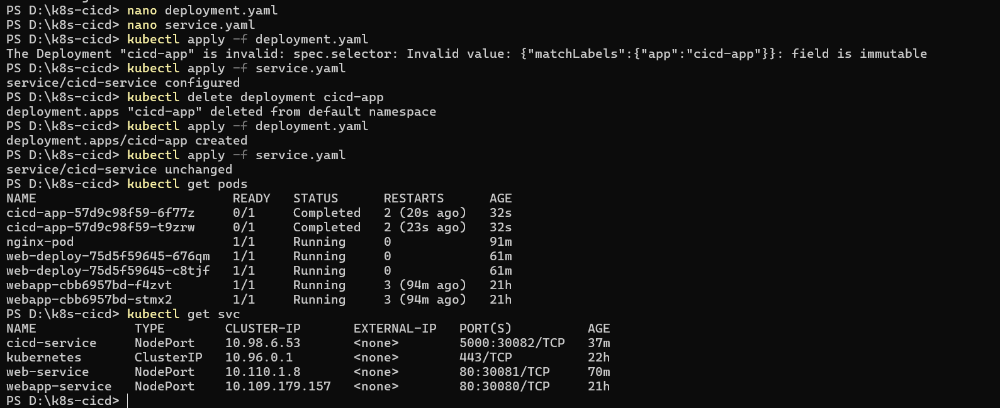 PS D:\k8s-cicd> nano deployment.yaml
PS D:\k8s-cicd> nano service.yaml
PS D:\k8s-cicd> kubectl apply -f deployment.yaml
The Deployment "cicd-app" is invalid: spec.selector: Invalid value: {"matchLabels":{"app":"cicd-app"}}: field is immutable
PS D:\k8s-cicd> kubectl apply -f service.yaml
service/cicd-service configured
PS D:\k8s-cicd> kubectl delete deployment cicd-app
deployment.apps "cicd-app" deleted from default namespace
PS D:\k8s-cicd> kubectl apply -f deployment.yaml
deployment.apps/cicd-app created
PS D:\k8s-cicd> kubectl apply -f service.yaml
service/cicd-service unchanged
PS D:\k8s-cicd> kubectl get pods
NAME                          READY   STATUS      RESTARTS      AGE
cicd-app-57d9c98f59-6f77z     0/1     Completed   2 (20s ago)   32s
cicd-app-57d9c98f59-t9zrw     0/1     Completed   2 (23s ago)   32s
nginx-pod                     1/1     Running     0             91m
web-deploy-75d5f59645-676qm   1/1     Running     0             61m
web-deploy-75d5f59645-c8tjf   1/1     Running     0             61m
webapp-cbb6957bd-f4zvt        1/1     Running     3 (94m ago)   21h
webapp-cbb6957bd-stmx2        1/1     Running     3 (94m ago)   21h
PS D:\k8s-cicd> kubectl get svc
NAME             TYPE        CLUSTER-IP       EXTERNAL-IP   PORT(S)          AGE
cicd-service     NodePort    10.98.6.53       <none>        5000:30082/TCP   37m
kubernetes       ClusterIP   10.96.0.1        <none>        443/TCP          22h
web-service      NodePort    10.110.1.8       <none>        80:30081/TCP     70m
webapp-service   NodePort    10.109.179.157   <none>        80:30080/TCP     21h
PS D:\k8s-cicd>